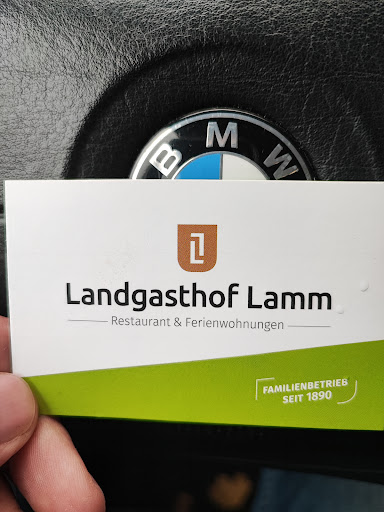 BMW
Landgasthof Lamm
Restaurant & Ferienwohnungen
FAMILIENBETRIEB
SEIT 1890